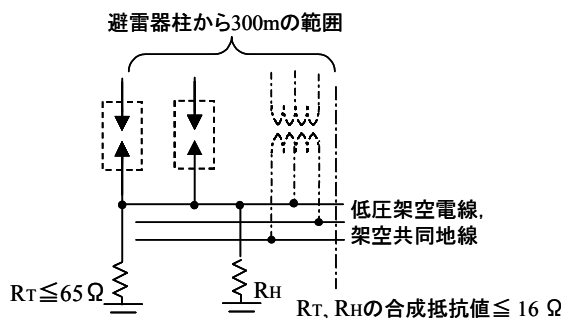 避雷器柱から300mの範囲
低圧架空電線,
架空共同地線
RT≦65Ω
RH
RT、RHの合成抵抗値≦16Ω